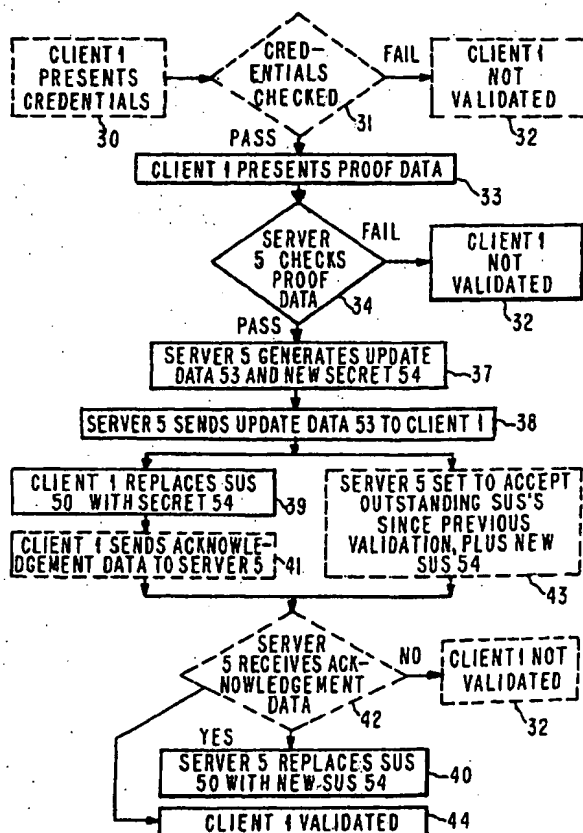 CLIENT 1
PRESENTS
CREDENTIALS
30
CRED-
ENTIALS
CHECKED
31
FAIL
CLIENT 1
NOT
VALIDATED
32
PASS
CLIENT 1 PRESENTS PROOF DATA
33
SERVER
5 CHECKS
PROOF
DATA
34
FAIL
CLIENT 1
NOT
VALIDATED
32
PASS
SERVER 5 GENERATES UPDATE
DATA 53 AND NEW SECRET 54
37
SERVER 5 SENDS UPDATE DATA 53 TO CLIENT 1
38
CLIENT 1 REPLACES SUS
50 WITH SECRET 54
39
CLIENT 1 SENDS ACKNOWLE-
DGEMENT DATA TO SERVER 5
41
SERVER 5 SET TO ACCEPT
OUTSTANDING SUS'S
SINCE PREVIOUS
VALIDATION, PLUS NEW
SUS 54
43
SERVER
5 RECEIVES ACK-
NOWLEDGEMENT
DATA
42
NO
CLIENT 1 NOT
VALIDATED
32
YES
SERVER 5 REPLACES SUS
50 WITH NEW SUS 54
40
CLIENT 1 VALIDATED
44